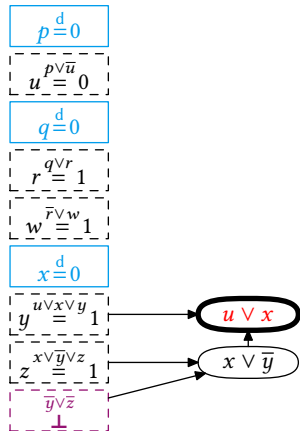 p d= 0
u p∨u̅= 0
q d= 0
r q∨r= 1
w r̅∨w= 1
x d= 0
y u∨x∨y= 1 u ∨ x
z x∨y̅∨z= 1 x ∨ y̅
y̅∨z̅
⊥